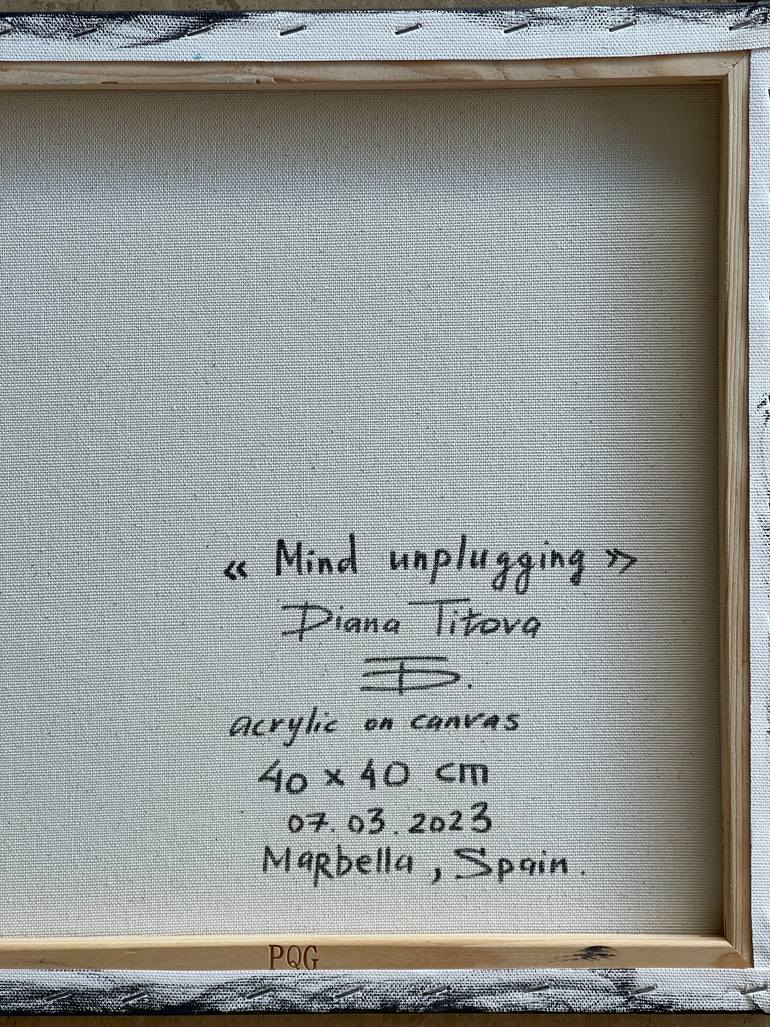 « Mind unplugging »
Diana Titova
acrylic on canvas
40 x 40 cm
07.03.2023
Marbella, Spain.
PQG